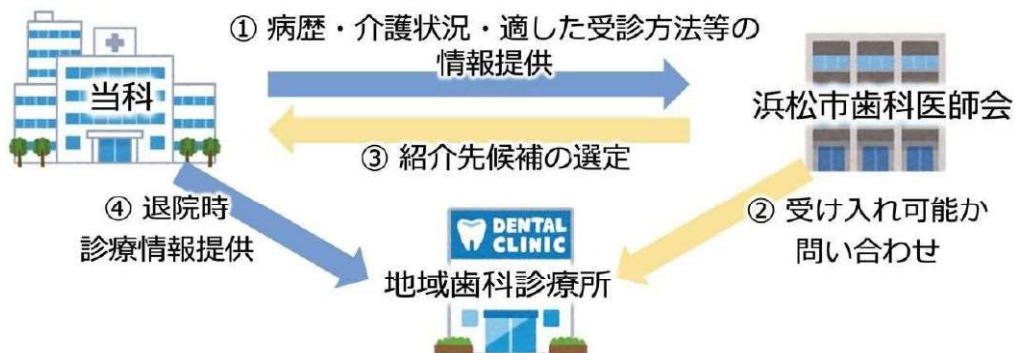 ① 病歴・介護状況・適した受診方法等の
情報提供
当科
浜松市歯科医師会
③ 紹介先候補の選定
④ 退院時
診療情報提供
② 受け入れ可能か
問い合わせ
DENTAL
CLINIC
地域歯科診療所